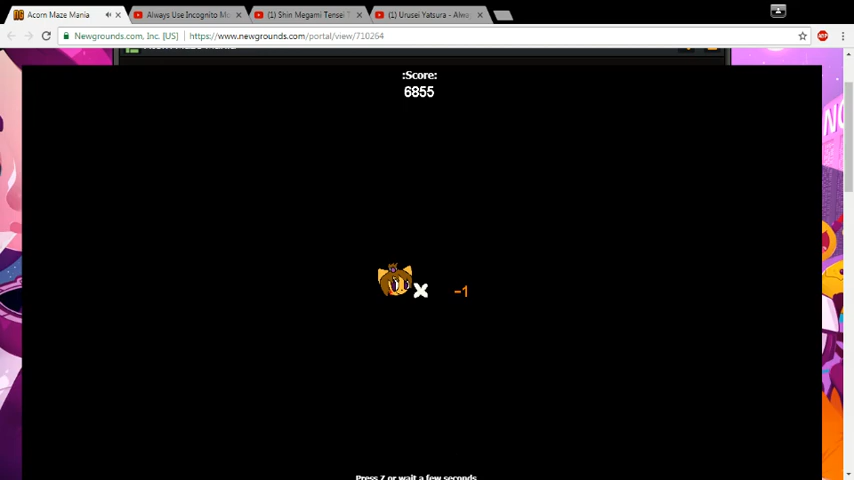 Acorn Maze Mania
Always Use Incognito M
(1) Shin Megami Tensei
(1) Urusei Yatsura - Alw
Newgrounds.com, Inc. [US]
https://www.newgrounds.com/portal/view/710264
:Score:
6855
X
-1
Press Z or wait a few seconds